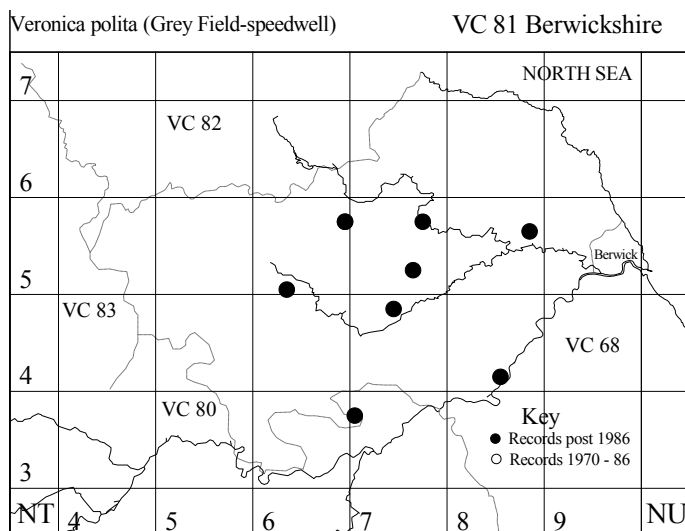 Veronica polita (Grey Field-speedwell) VC 81 Berwickshire
NORTH SEA
7
VC 82
6
Berwick
5
VC 83
VC 68
4
VC 80
Key
Records post 1986
Records 1970 - 86
3
NT 4 5 6 7 8 9 NU